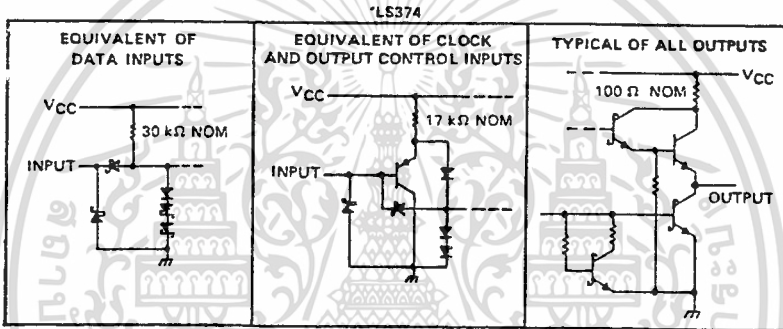 'LS374
EQUIVALENT OF
DATA INPUTS
VCC
30 kΩ NOM
INPUT
EQUIVALENT OF CLOCK
AND OUTPUT CONTROL INPUTS
VCC
17 kΩ NOM
INPUT
TYPICAL OF ALL OUTPUTS
VCC
100 Ω NOM
OUTPUT